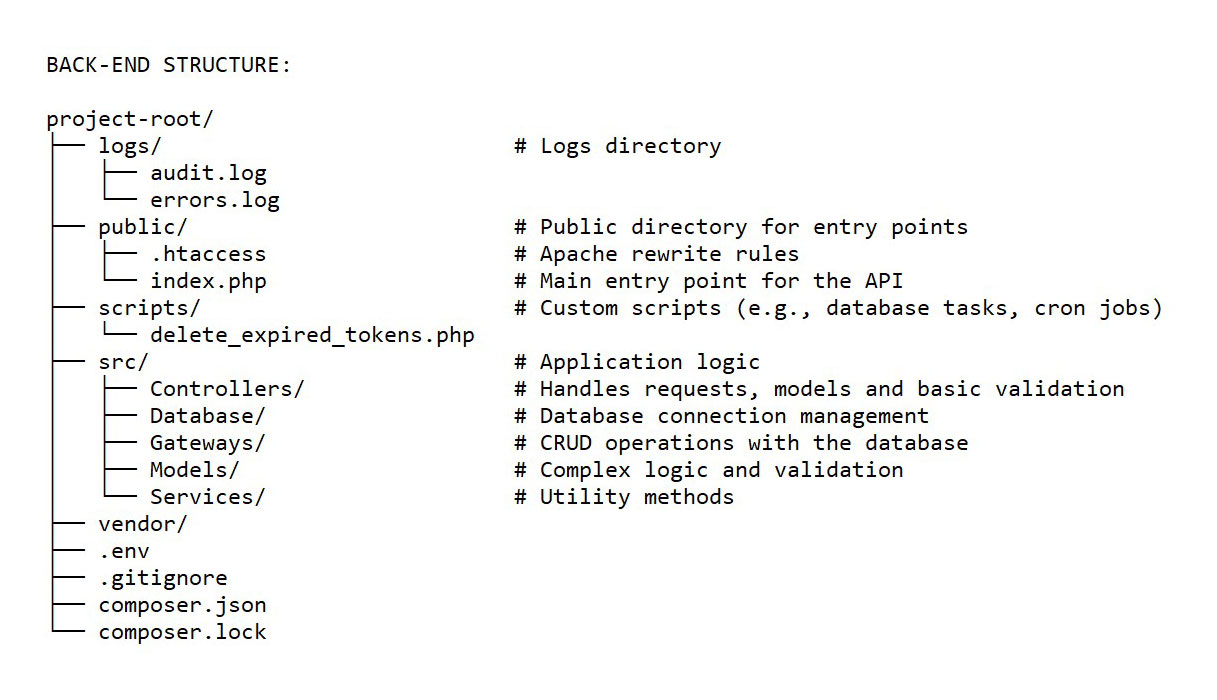 BACK-END STRUCTURE:
project-root/
├── logs/                           # Logs directory
│   ├── audit.log
│   └── errors.log
├── public/                         # Public directory for entry points
│   ├── .htaccess                   # Apache rewrite rules
│   └── index.php                   # Main entry point for the API
├── scripts/                        # Custom scripts (e.g., database tasks, cron jobs)
│   └── delete_expired_tokens.php
├── src/                            # Application logic
│   ├── Controllers/                # Handles requests, models and basic validation
│   ├── Database/                   # Database connection management
│   ├── Gateways/                   # CRUD operations with the database
│   ├── Models/                     # Complex logic and validation
│   └── Services/                   # Utility methods
├── vendor/
├── .env
├── .gitignore
├── composer.json
└── composer.lock